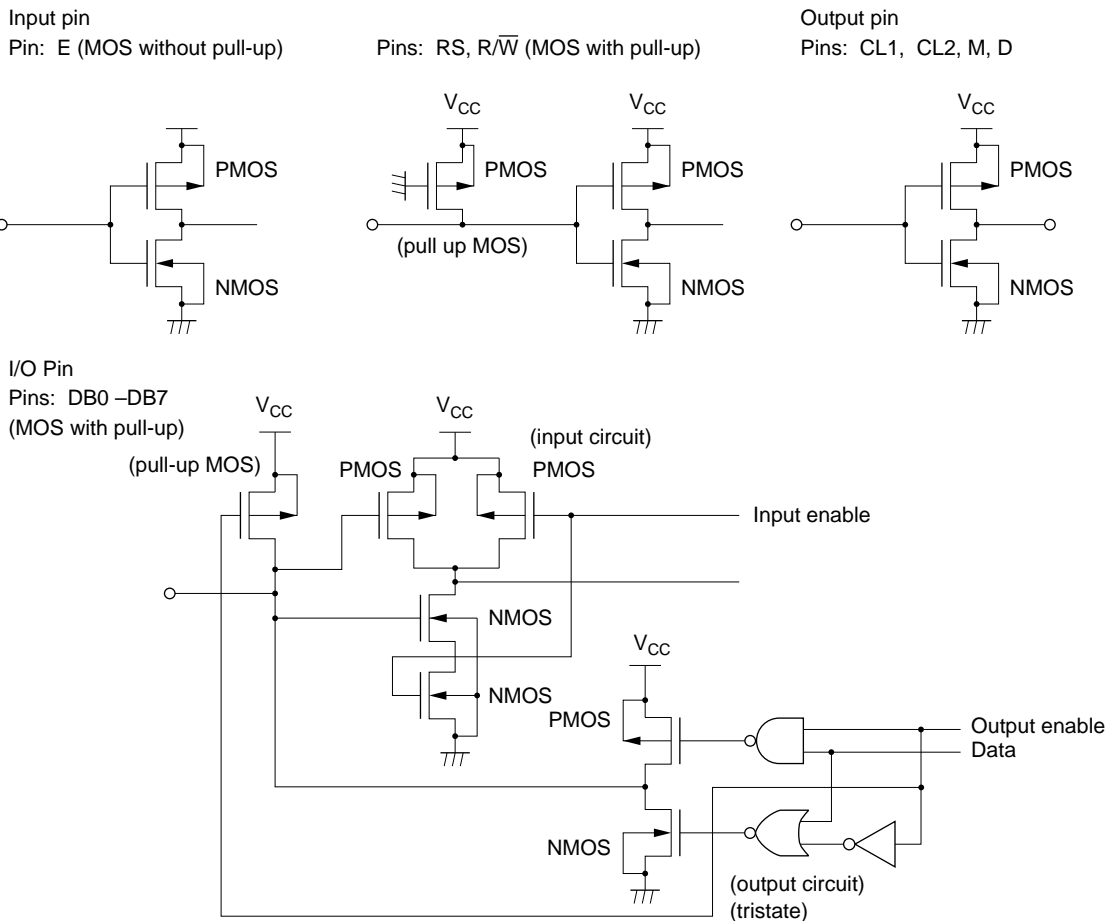 Input pin
Pin: E (MOS without pull-up)
Pins: RS, R/W̅ (MOS with pull-up)
Output pin
Pins: CL1, CL2, M, D
VCC
VCC
VCC
PMOS
PMOS
PMOS
PMOS
(pull up MOS)
NMOS
NMOS
NMOS
I/O Pin
Pins: DB0 –DB7
(MOS with pull-up)
VCC
VCC
(input circuit)
(pull-up MOS)
PMOS
PMOS
Input enable
NMOS
VCC
NMOS
PMOS
Output enable
Data
NMOS
(output circuit)
(tristate)